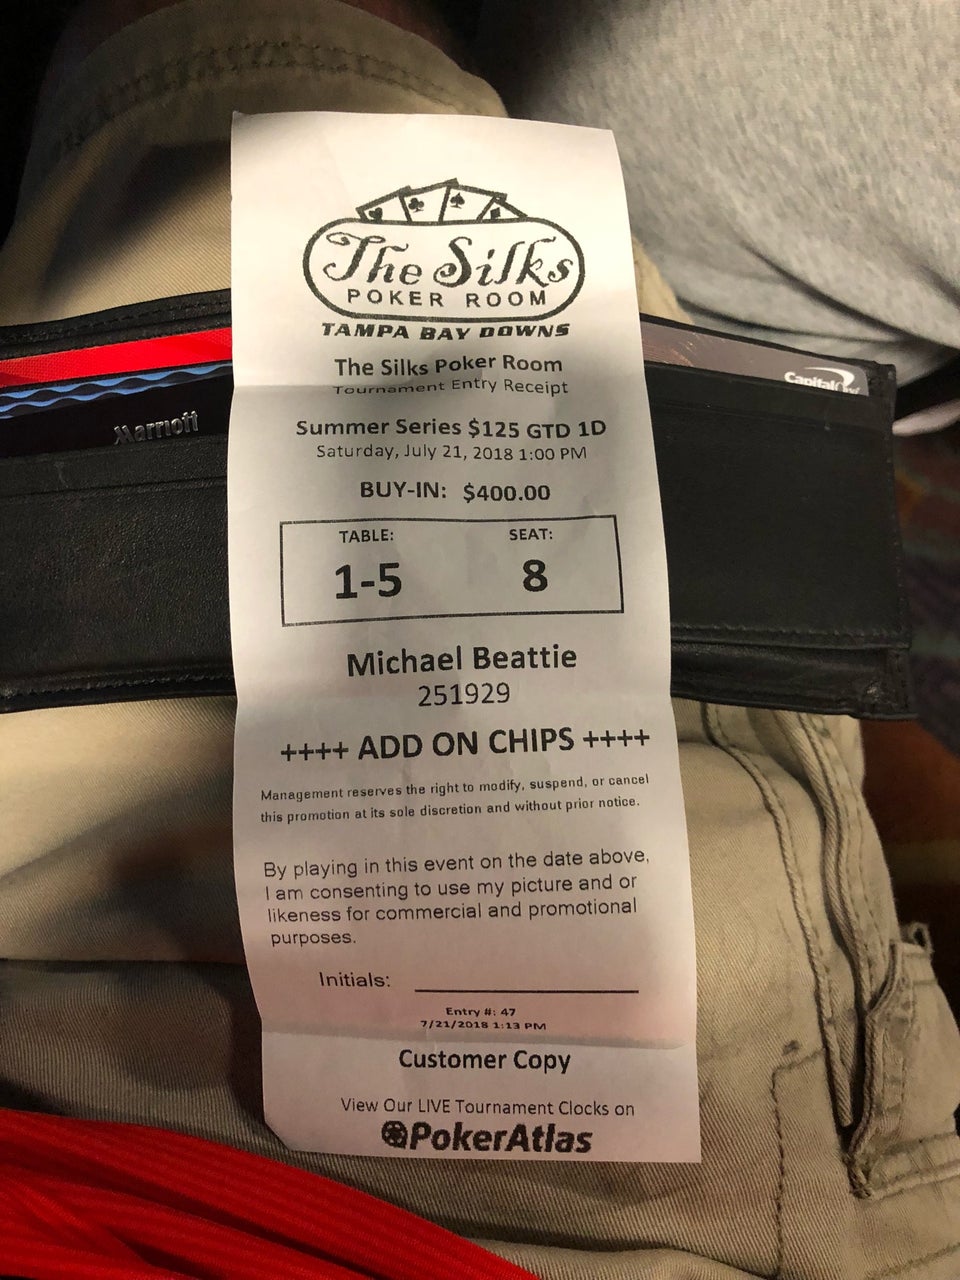 The Silks
POKER ROOM
TAMPA BAY DOWNS
The Silks Poker Room
Tournament Entry Receipt
Summer Series $125 GTD 1D
Saturday, July 21, 2018 1:00 PM
BUY-IN: $400.00
TABLE: SEAT:
1-5 8
Michael Beattie
251929
++++ ADD ON CHIPS ++++
Management reserves the right to modify, suspend, or cancel
this promotion at its sole discretion and without prior notice.
By playing in this event on the date above,
I am consenting to use my picture and or
likeness for commercial and promotional
purposes.
Initials:
Entry #: 47
7/21/2018 1:13 PM
Customer Copy
View Our LIVE Tournament Clocks on
PokerAtlas
Marriott
CapitalOne